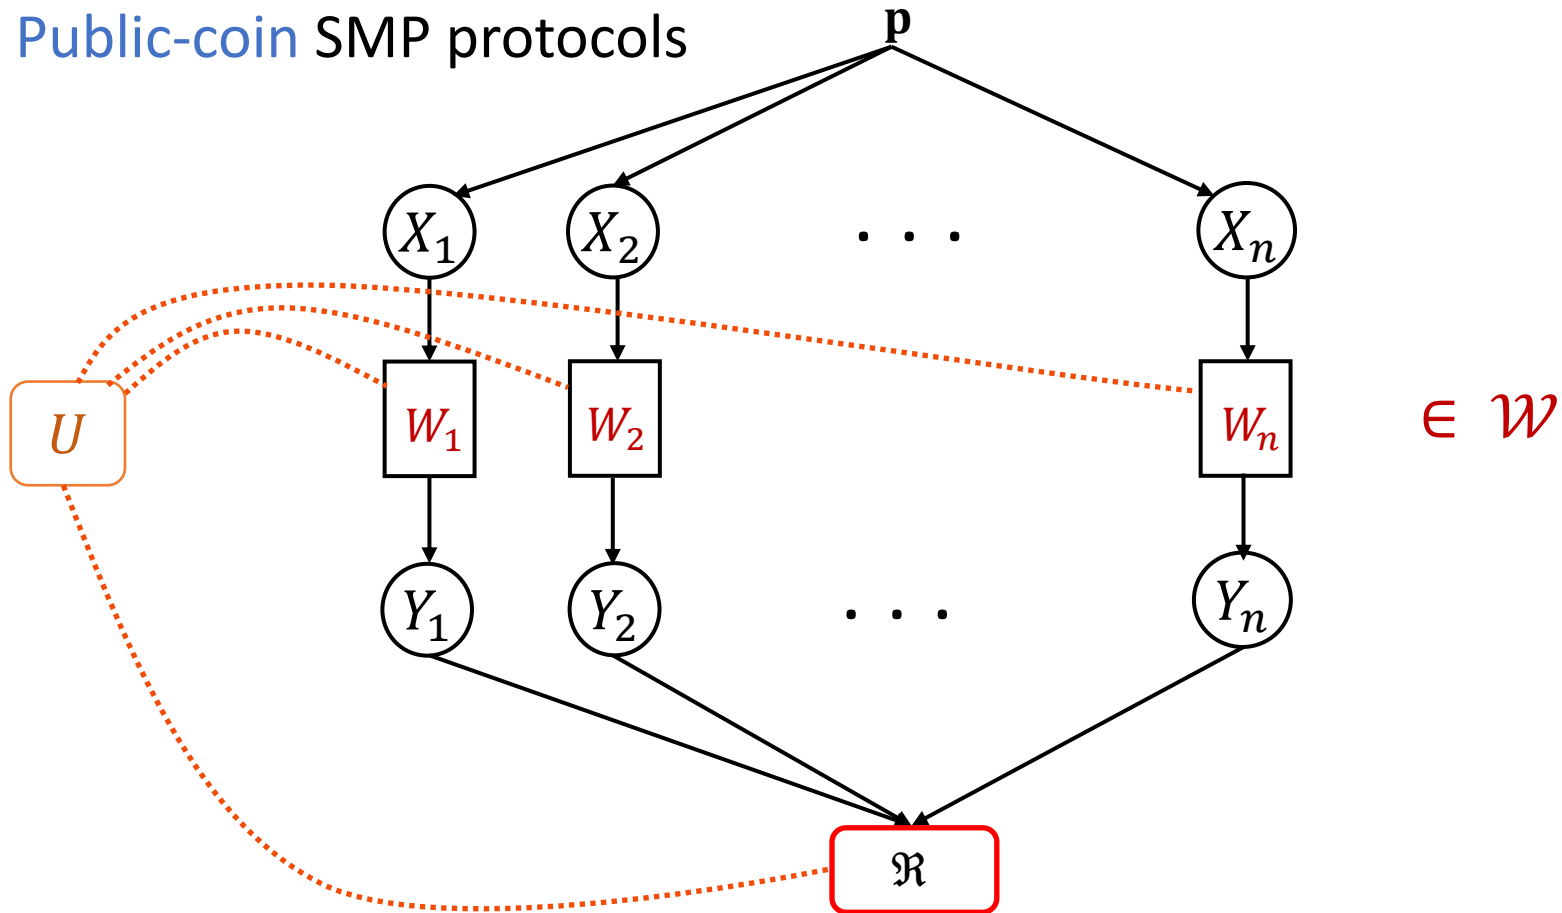 Public-coin SMP protocols
p
X₁ X₂ . . . Xₙ
U W₁ W₂ Wₙ ∈ 𝒲
Y₁ Y₂ . . . Yₙ
ℜ